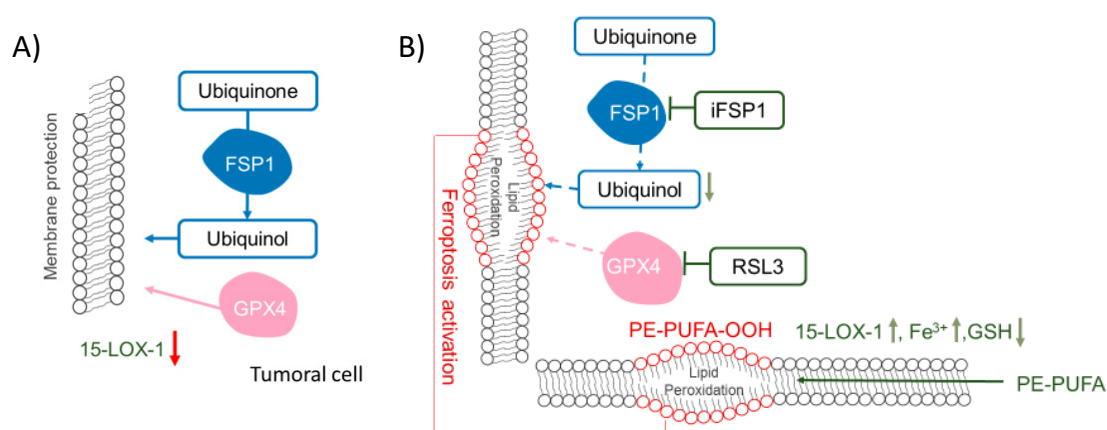 A)
Ubiquinone
FSP1
Ubiquinol
GPX4
Membrane protection
15-LOX-1
Tumoral cell
B)
Ubiquinone
FSP1
iFSP1
Ubiquinol
GPX4
RSL3
Lipid
Peroxidation
Ferroptosis activation
PE-PUFA-OOH
15-LOX-1 , Fe³⁺ ,GSH
Lipid
Peroxidation
PE-PUFA